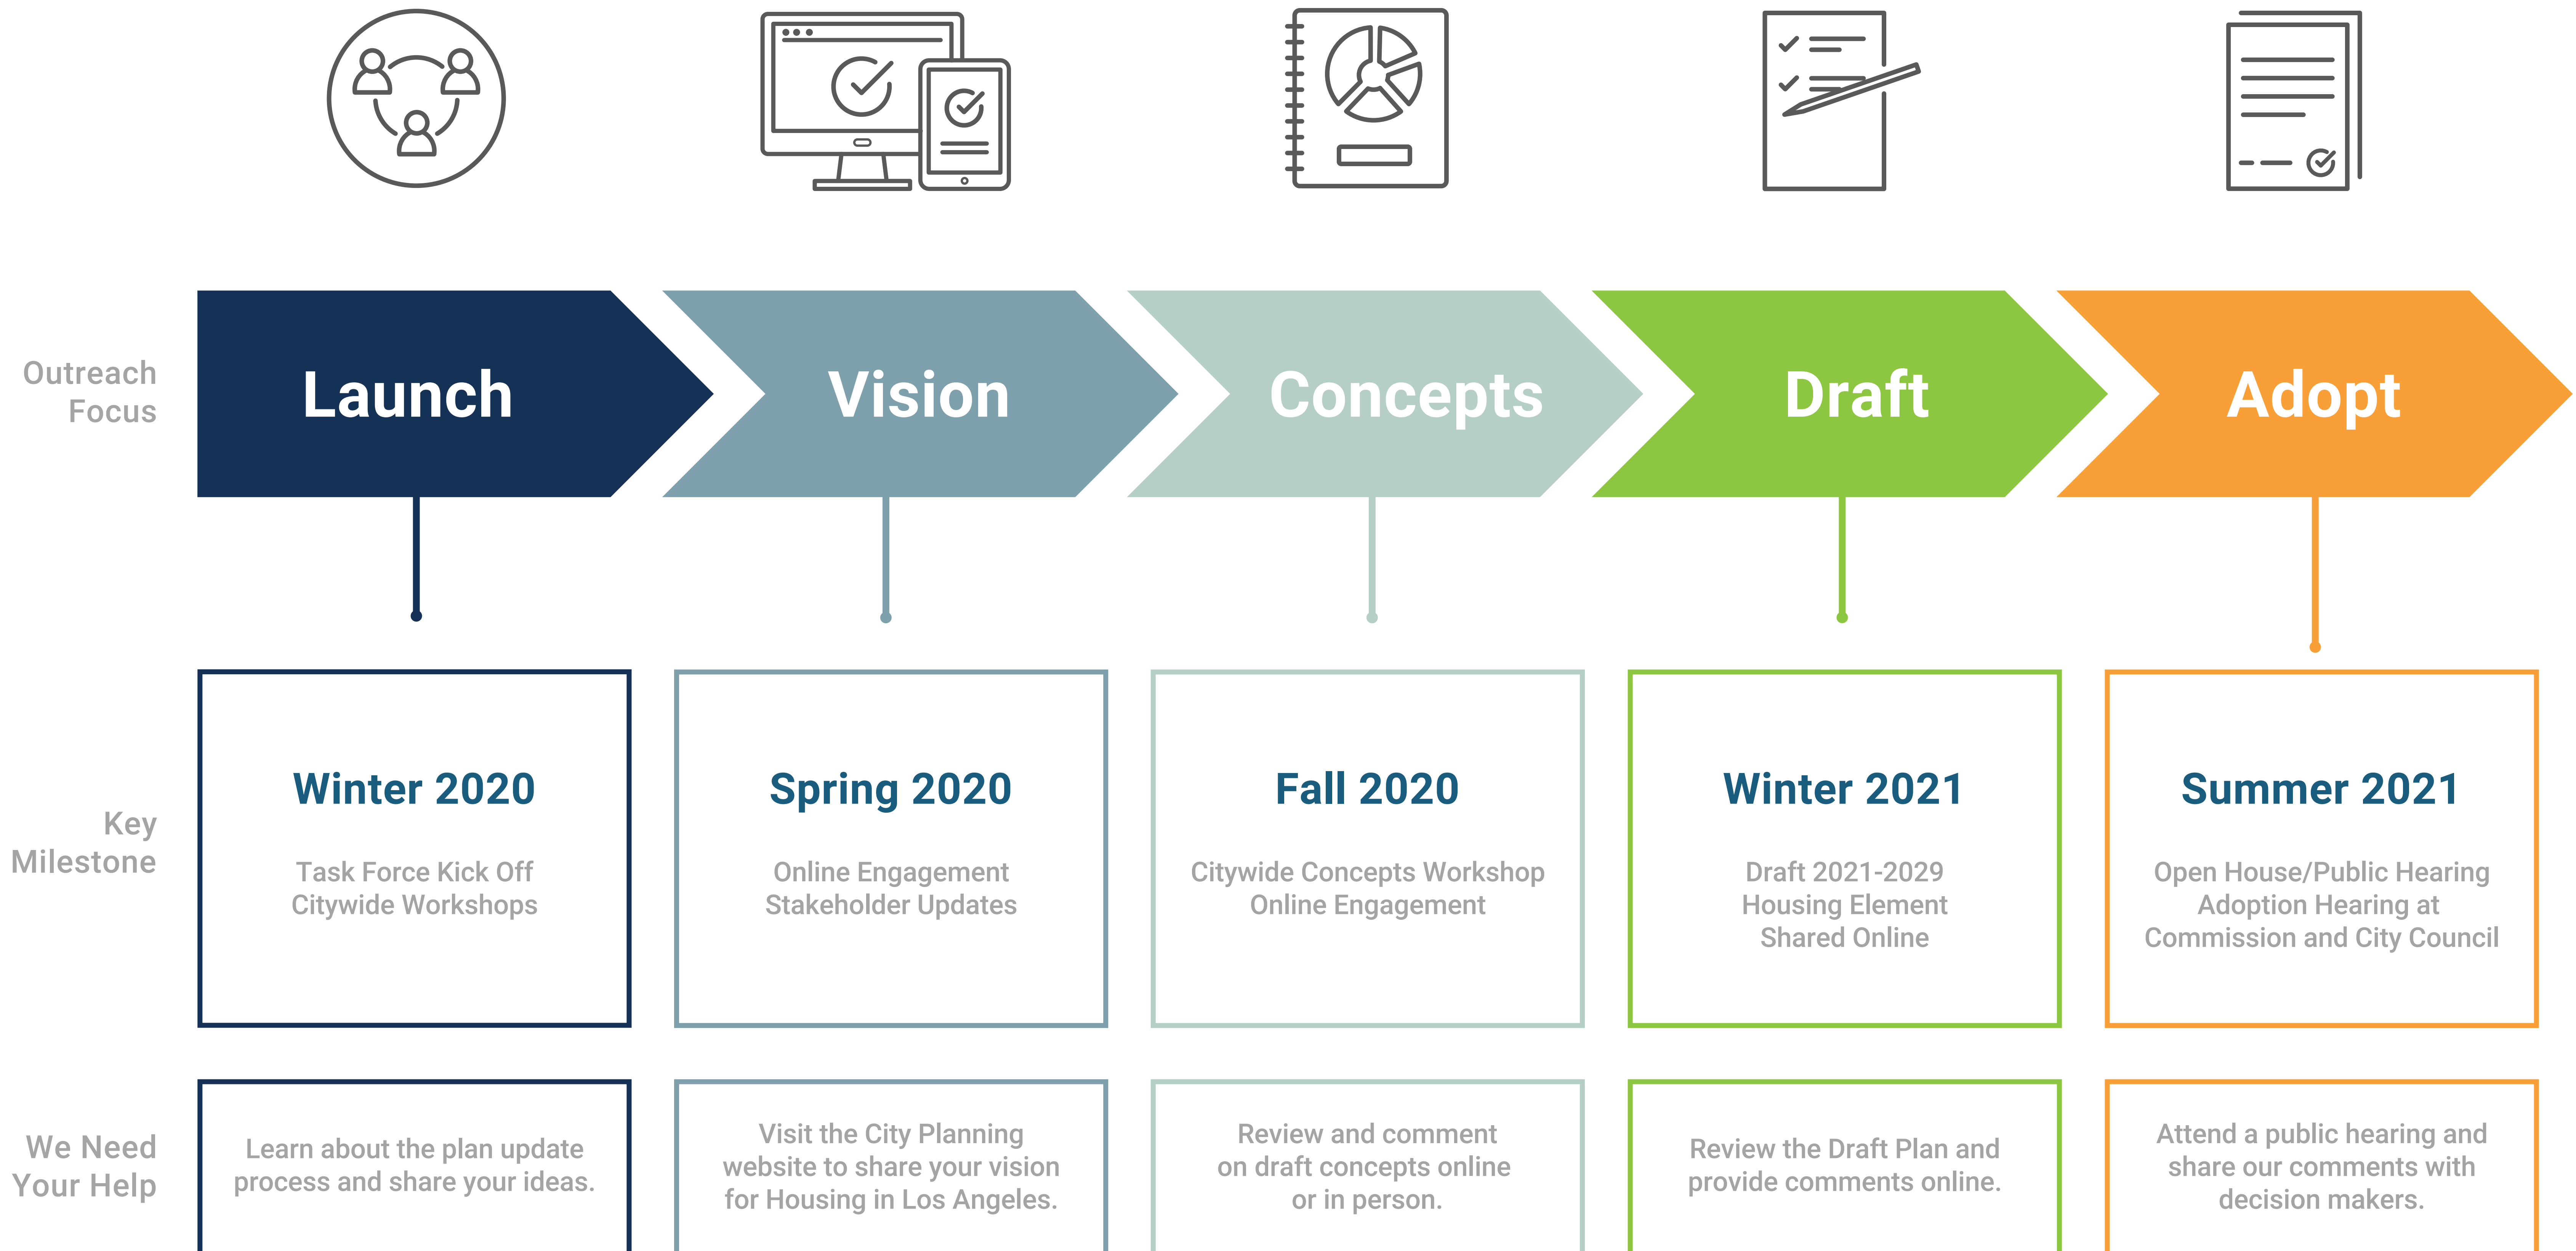 Outreach
Focus
Launch
Vision
Concepts
Draft
Adopt
Key
Milestone
Winter 2020
Task Force Kick Off
Citywide Workshops
Spring 2020
Online Engagement
Stakeholder Updates
Fall 2020
Citywide Concepts Workshop
Online Engagement
Winter 2021
Draft 2021-2029
Housing Element
Shared Online
Summer 2021
Open House/Public Hearing
Adoption Hearing at
Commission and City Council
We Need
Your Help
Learn about the plan update
process and share your ideas.
Visit the City Planning
website to share your vision
for Housing in Los Angeles.
Review and comment
on draft concepts online
or in person.
Review the Draft Plan and
provide comments online.
Attend a public hearing and
share our comments with
decision makers.